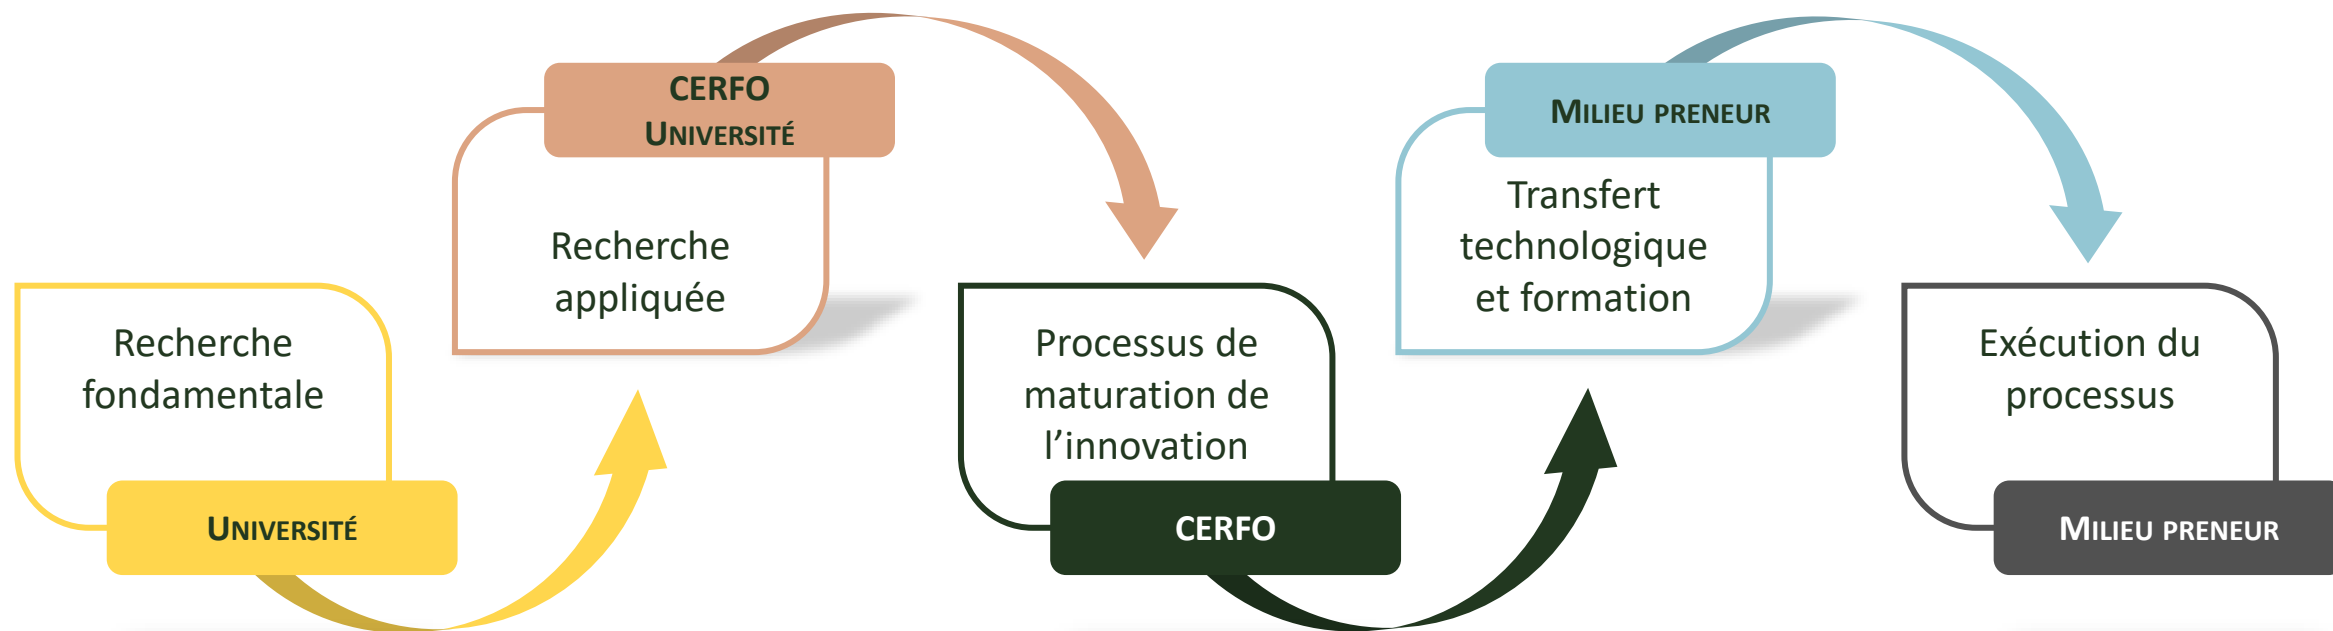 Recherche
fondamentale
UNIVERSITÉ
CERFO
UNIVERSITÉ
Recherche
appliquée
Processus de
maturation de
l’innovation
CERFO
MILIEU PRENEUR
Transfert
technologique
et formation
Exécution du
processus
MILIEU PRENEUR